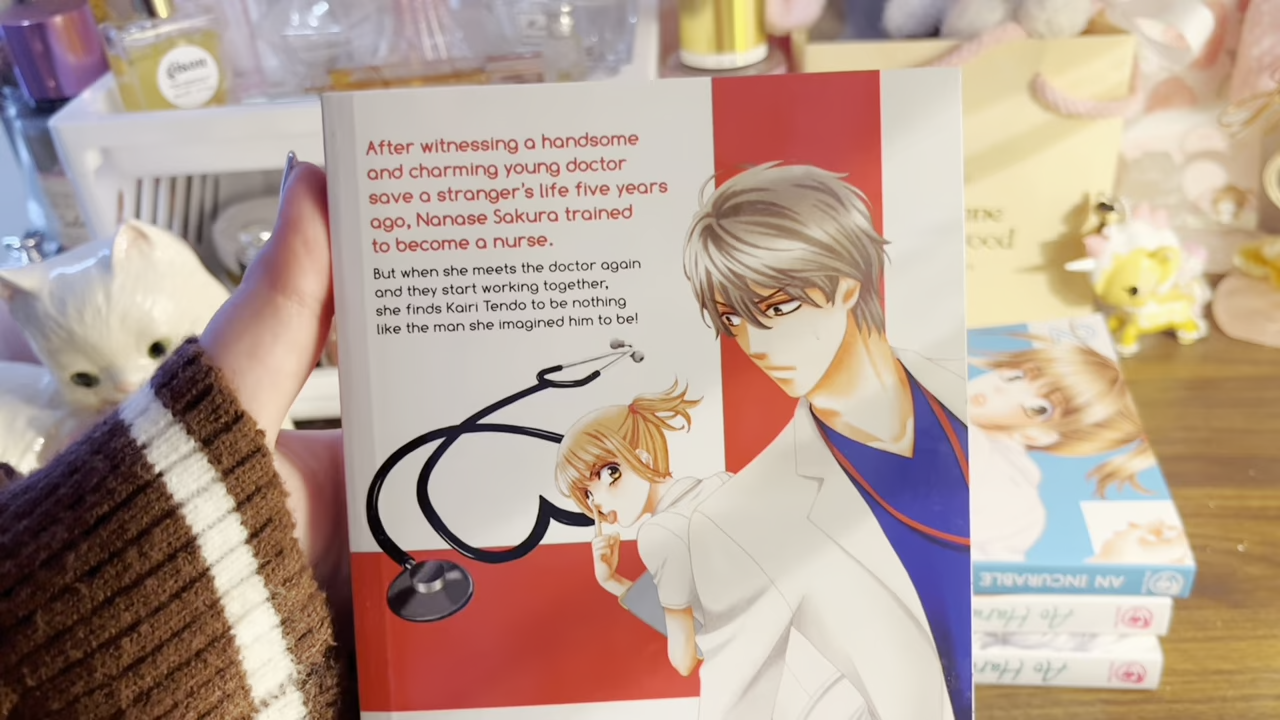 After witnessing a handsome
and charming young doctor
save a stranger's life five years
ago, Nanase Sakura trained
to become a nurse.
But when she meets the doctor again
and they start working together,
she finds Kairi Tendo to be nothing
like the man she imagined him to be!
AN INCURABLE